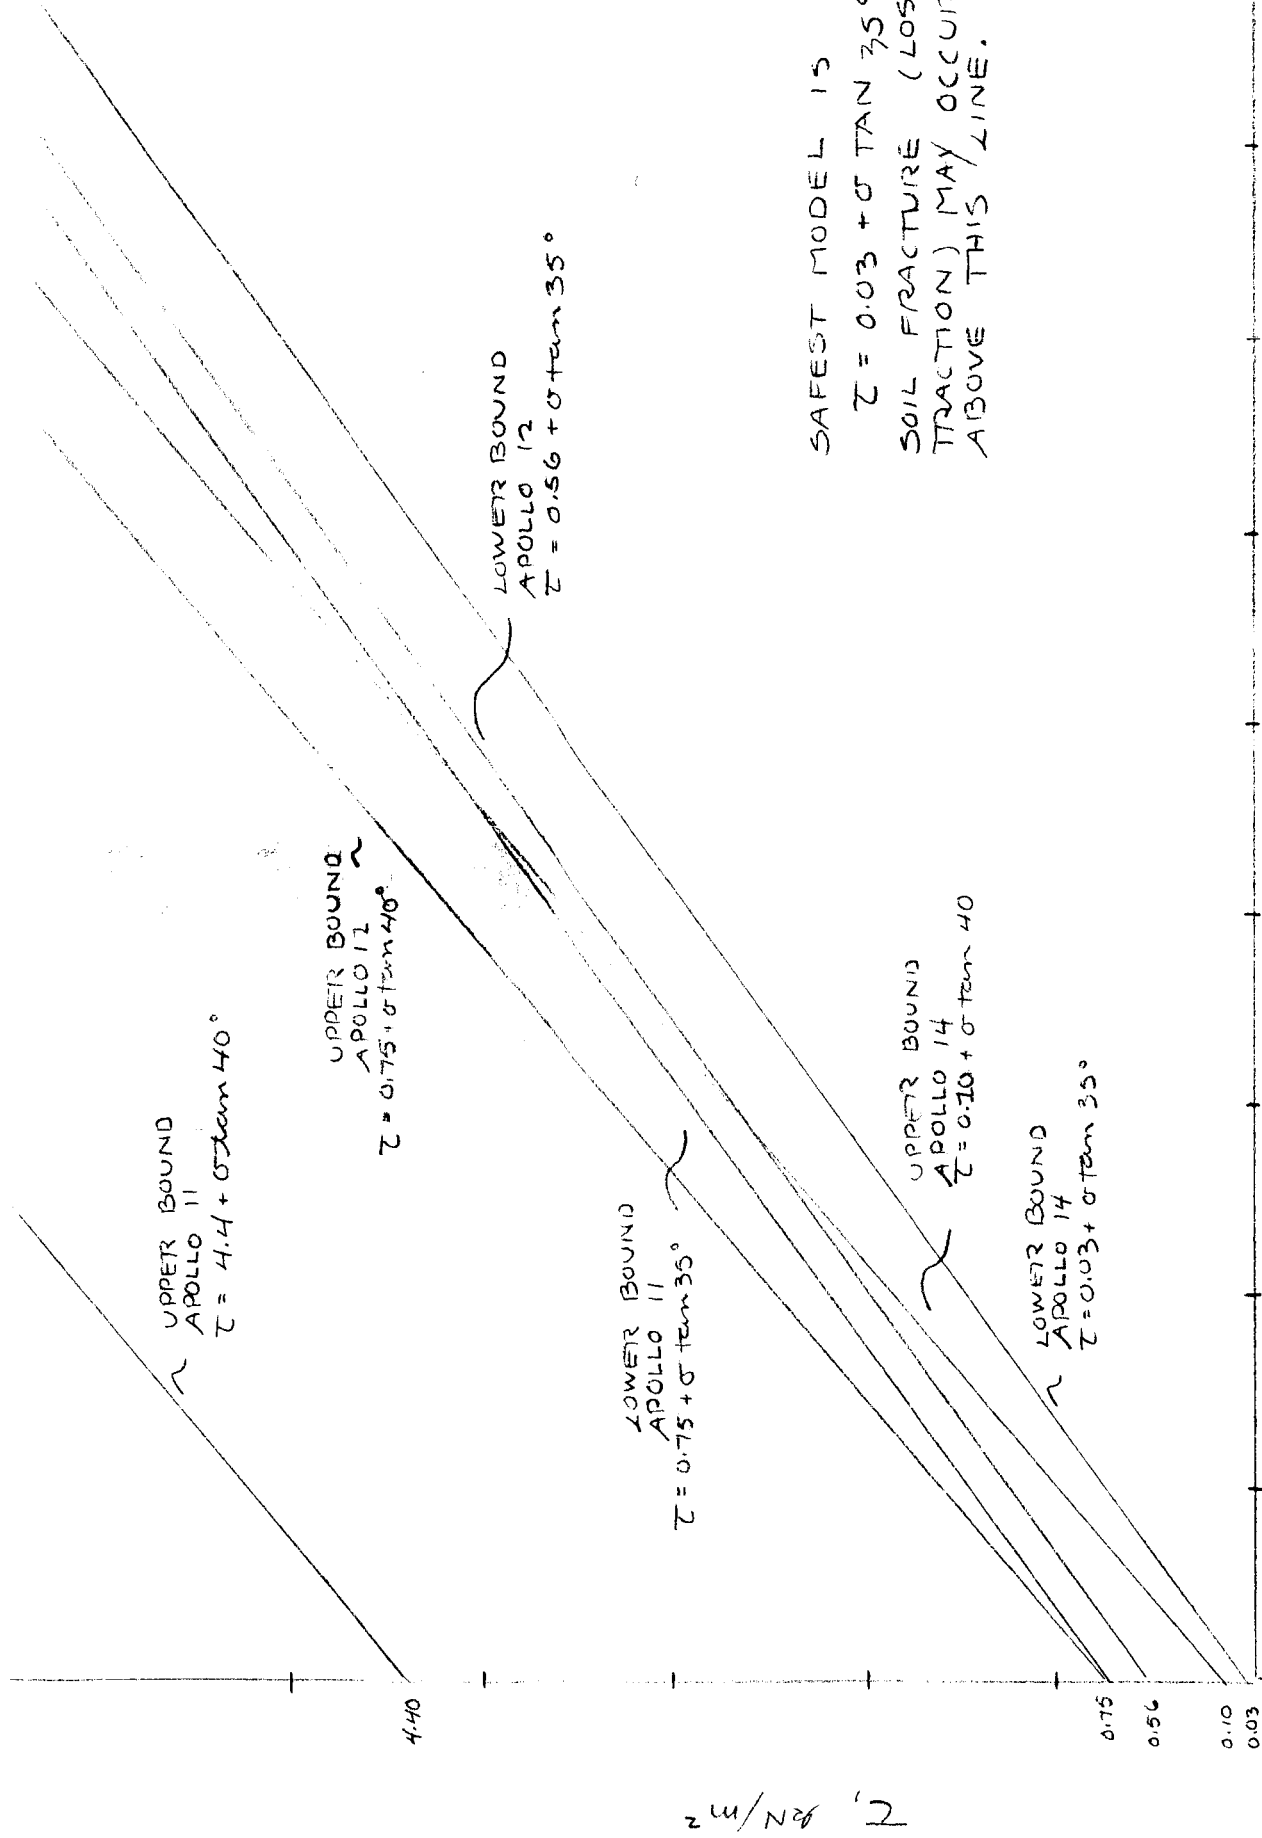 UPPER BOUND
APOLLO 11
τ = 4.4 + σ tan 40°
UPPER BOUND
APOLLO 12
τ = 0.75 + σ tan 40°
LOWER BOUND
APOLLO 12
τ = 0.56 + σ tan 35°
LOWER BOUND
APOLLO 11
τ = 0.75 + σ tan 35°
UPPER BOUND
APOLLO 14
τ = 0.10 + σ tan 40
LOWER BOUND
APOLLO 14
τ = 0.03 + σ tan 35°
SAFEST MODEL IS
τ = 0.03 + σ TAN 35°
SOIL FRACTURE (LOS
TRACTION) MAY OCCUR
ABOVE THIS LINE.
τ, kN/m²
4.40
0.75
0.56
0.10
0.03